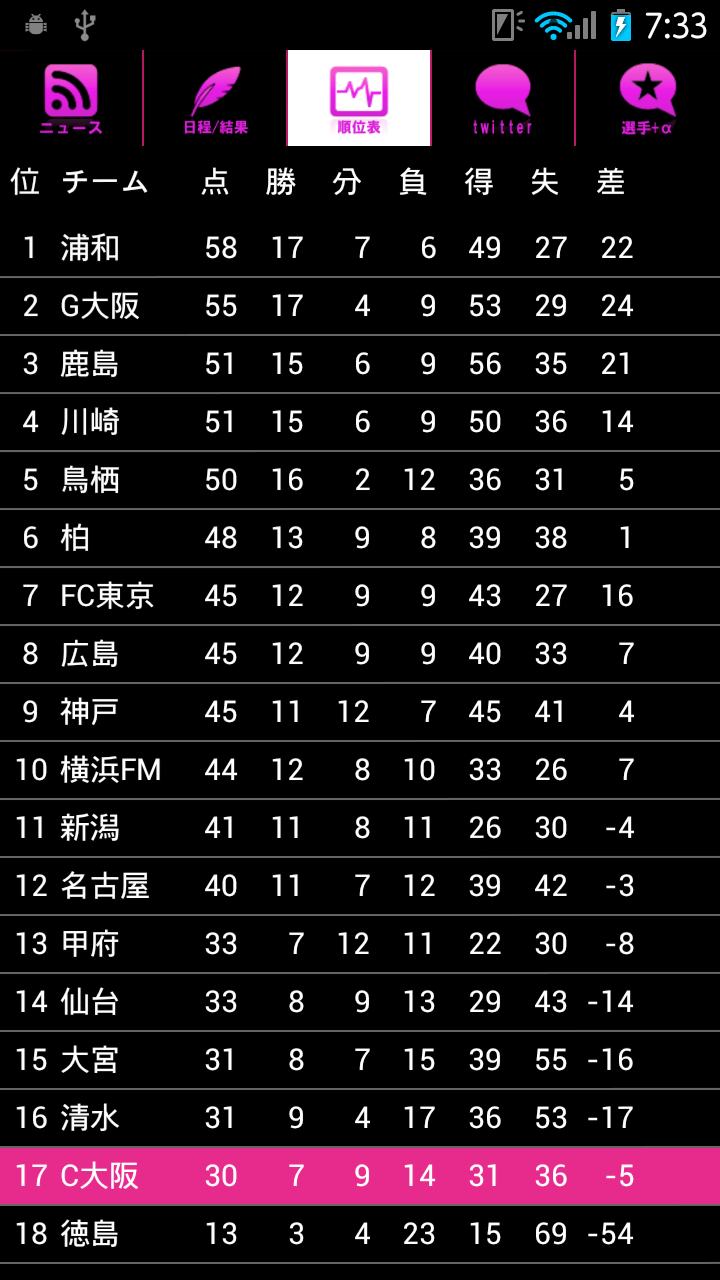 7:33
ニュース 日程/結果 順位表 twitter 選手+α
位 チーム 点 勝 分 負 得 失 差
1 浦和 58 17 7 6 49 27 22
2 G大阪 55 17 4 9 53 29 24
3 鹿島 51 15 6 9 56 35 21
4 川崎 51 15 6 9 50 36 14
5 鳥栖 50 16 2 12 36 31 5
6 柏 48 13 9 8 39 38 1
7 FC東京 45 12 9 9 43 27 16
8 広島 45 12 9 9 40 33 7
9 神戸 45 11 12 7 45 41 4
10 横浜FM 44 12 8 10 33 26 7
11 新潟 41 11 8 11 26 30 -4
12 名古屋 40 11 7 12 39 42 -3
13 甲府 33 7 12 11 22 30 -8
14 仙台 33 8 9 13 29 43 -14
15 大宮 31 8 7 15 39 55 -16
16 清水 31 9 4 17 36 53 -17
17 C大阪 30 7 9 14 31 36 -5
18 徳島 13 3 4 23 15 69 -54